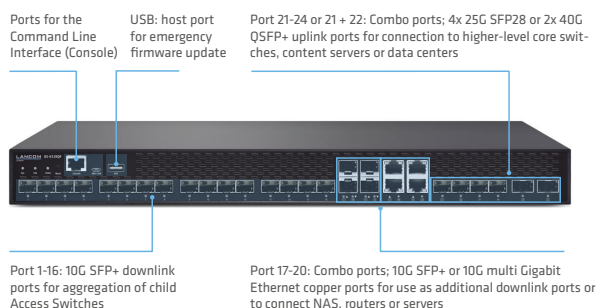 Ports for the
Command Line
Interface (Console)
USB: host port
for emergency
firmware update
Port 21-24 or 21 + 22: Combo ports; 4x 25G SFP28 or 2x 40G
QSFP+ uplink ports for connection to higher-level core swit-
ches, content servers or data centers
LANCOM
Port 1-16: 10G SFP+ downlink
ports for aggregation of child
Access Switches
Port 17-20: Combo ports; 10G SFP+ or 10G multi Gigabit
Ethernet copper ports for use as additional downlink ports or
to connect NAS, routers or servers